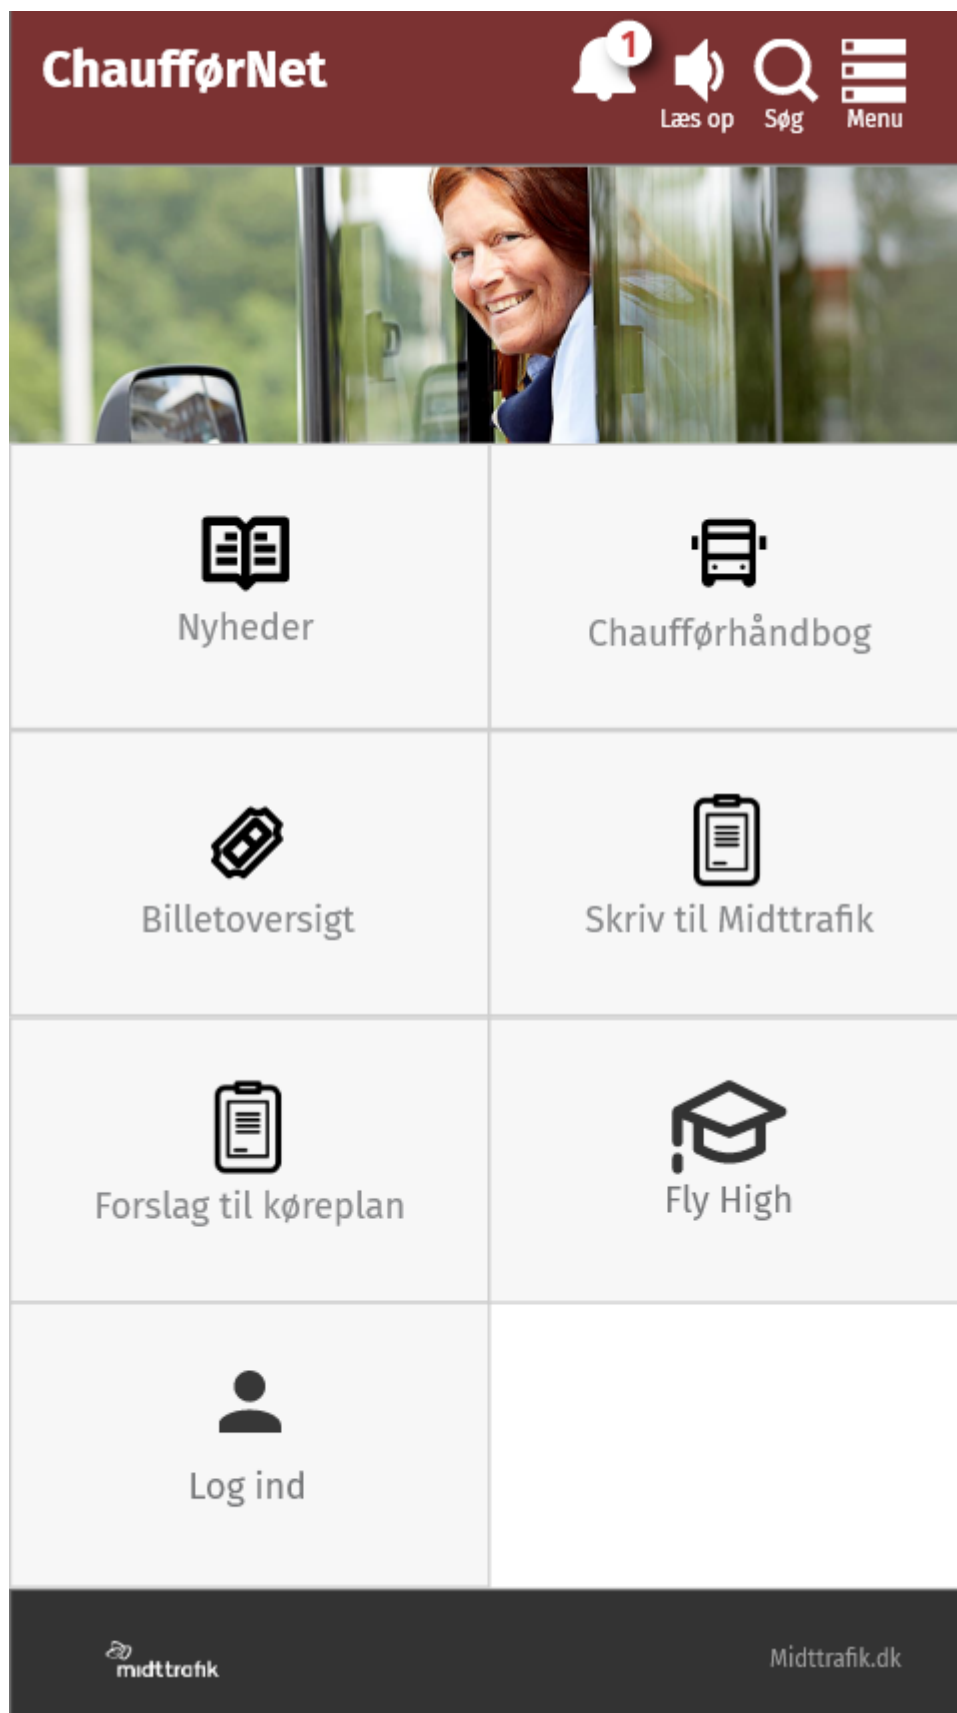 ChaufførNet
1
Læs op
Søg
Menu
Nyheder
Chaufførhåndbog
Billetoversigt
Skriv til Midttrafik
Forslag til køreplan
Fly High
Log ind
midttrafik
Midttrafik.dk